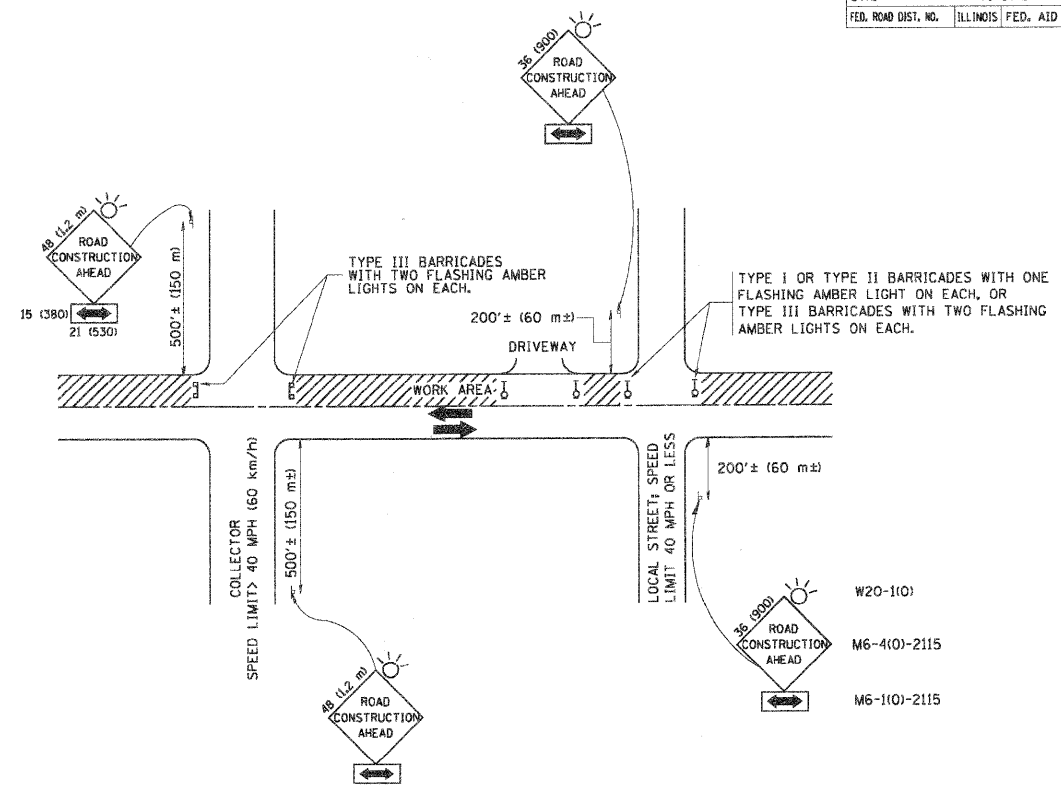 FED. ROAD DIST. NO. ILLINOIS FED. AID
36 (900)
ROAD
CONSTRUCTION
AHEAD
48 (1.2 m)
ROAD
CONSTRUCTION
AHEAD
15 (380)
21 (530)
500'± (150 m)
TYPE III BARRICADES
WITH TWO FLASHING AMBER
LIGHTS ON EACH.
200'± (60 m±)
DRIVEWAY
TYPE I OR TYPE II BARRICADES WITH ONE
FLASHING AMBER LIGHT ON EACH. OR
TYPE III BARRICADES WITH TWO FLASHING
AMBER LIGHTS ON EACH.
WORK AREA
COLLECTOR
SPEED LIMIT> 40 MPH (60 km/h)
500'± (150 m±)
LOCAL STREET; SPEED
LIMIT 40 MPH OR LESS
200'± (60 m±)
48 (1.2 m)
ROAD
CONSTRUCTION
AHEAD
36 (900)
ROAD
CONSTRUCTION
AHEAD
W20-1(O)
M6-4(O)-2115
M6-1(O)-2115